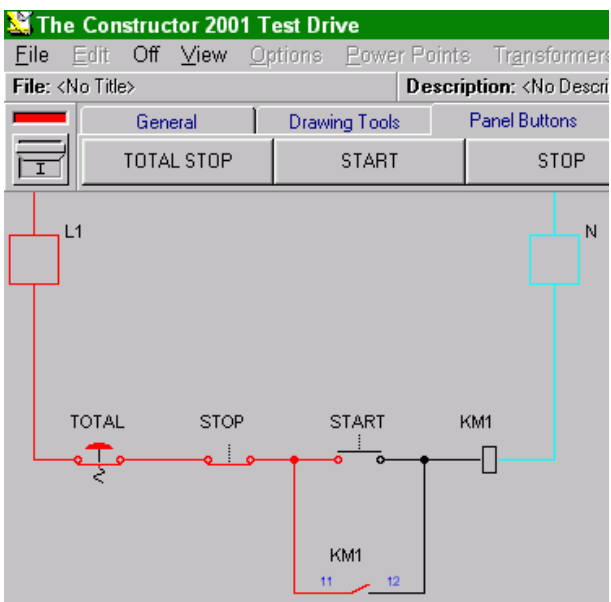 The Constructor 2001 Test Drive
File Edit Off View Options Power Points Transformers
File: <No Title> Description: <No Descri
General Drawing Tools Panel Buttons
I TOTAL STOP START STOP
L1 N
TOTAL STOP START KM1
KM1
11 12